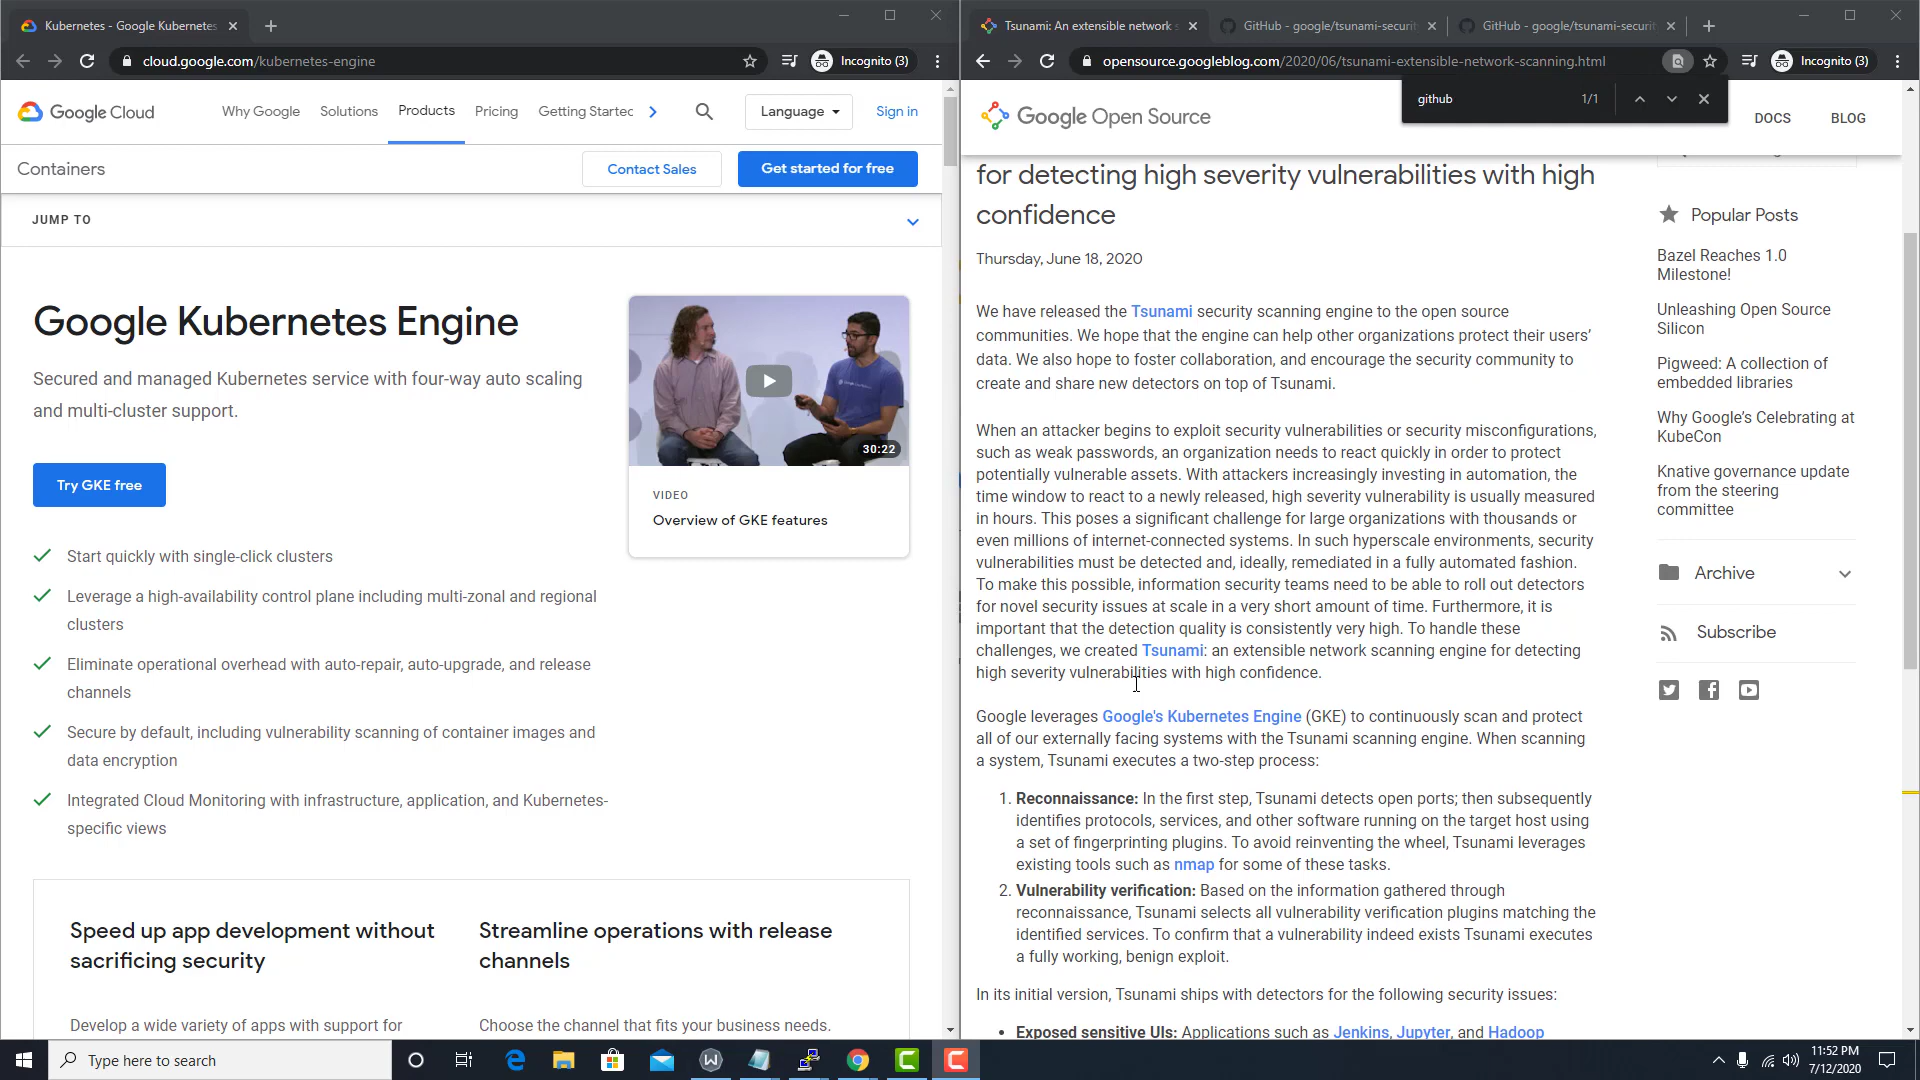 Kubernetes - Google Kubernetes
cloud.google.com/kubernetes-engine
Incognito (3)
Google Cloud
Why Google
Solutions
Products
Pricing
Getting Started
Language
Sign in
Containers
Contact Sales
Get started for free
JUMP TO
Google Kubernetes Engine
Secured and managed Kubernetes service with four-way auto scaling
and multi-cluster support.
Try GKE free
30:22
VIDEO
Overview of GKE features
Start quickly with single-click clusters
Leverage a high-availability control plane including multi-zonal and regional
clusters
Eliminate operational overhead with auto-repair, auto-upgrade, and release
channels
Secure by default, including vulnerability scanning of container images and
data encryption
Integrated Cloud Monitoring with infrastructure, application, and Kubernetes-
specific views
Speed up app development without
sacrificing security
Develop a wide variety of apps with support for
Streamline operations with release
channels
Choose the channel that fits your business needs.
Tsunami: An extensible network s
GitHub - google/tsunami-securit
GitHub - google/tsunami-securit
opensource.googleblog.com/2020/06/tsunami-extensible-network-scanning.html
Incognito (3)
github
1/1
Google Open Source
DOCS
BLOG
for detecting high severity vulnerabilities with high
confidence
Thursday, June 18, 2020
We have released the Tsunami security scanning engine to the open source
communities. We hope that the engine can help other organizations protect their users’
data. We also hope to foster collaboration, and encourage the security community to
create and share new detectors on top of Tsunami.
When an attacker begins to exploit security vulnerabilities or security misconfigurations,
such as weak passwords, an organization needs to react quickly in order to protect
potentially vulnerable assets. With attackers increasingly investing in automation, the
time window to react to a newly released, high severity vulnerability is usually measured
in hours. This poses a significant challenge for large organizations with thousands or
even millions of internet-connected systems. In such hyperscale environments, security
vulnerabilities must be detected and, ideally, remediated in a fully automated fashion.
To make this possible, information security teams need to be able to roll out detectors
for novel security issues at scale in a very short amount of time. Furthermore, it is
important that the detection quality is consistently very high. To handle these
challenges, we created Tsunami: an extensible network scanning engine for detecting
high severity vulnerabilities with high confidence.
Google leverages Google's Kubernetes Engine (GKE) to continuously scan and protect
all of our externally facing systems with the Tsunami scanning engine. When scanning
a system, Tsunami executes a two-step process:
1. Reconnaissance: In the first step, Tsunami detects open ports; then subsequently
identifies protocols, services, and other software running on the target host using
a set of fingerprinting plugins. To avoid reinventing the wheel, Tsunami leverages
existing tools such as nmap for some of these tasks.
2. Vulnerability verification: Based on the information gathered through
reconnaissance, Tsunami selects all vulnerability verification plugins matching the
identified services. To confirm that a vulnerability indeed exists Tsunami executes
a fully working, benign exploit.
In its initial version, Tsunami ships with detectors for the following security issues:
• Exposed sensitive UIs: Applications such as Jenkins, Jupyter, and Hadoop
Popular Posts
Bazel Reaches 1.0
Milestone!
Unleashing Open Source
Silicon
Pigweed: A collection of
embedded libraries
Why Google’s Celebrating at
KubeCon
Knative governance update
from the steering
committee
Archive
Subscribe
Type here to search
11:52 PM
7/12/2020